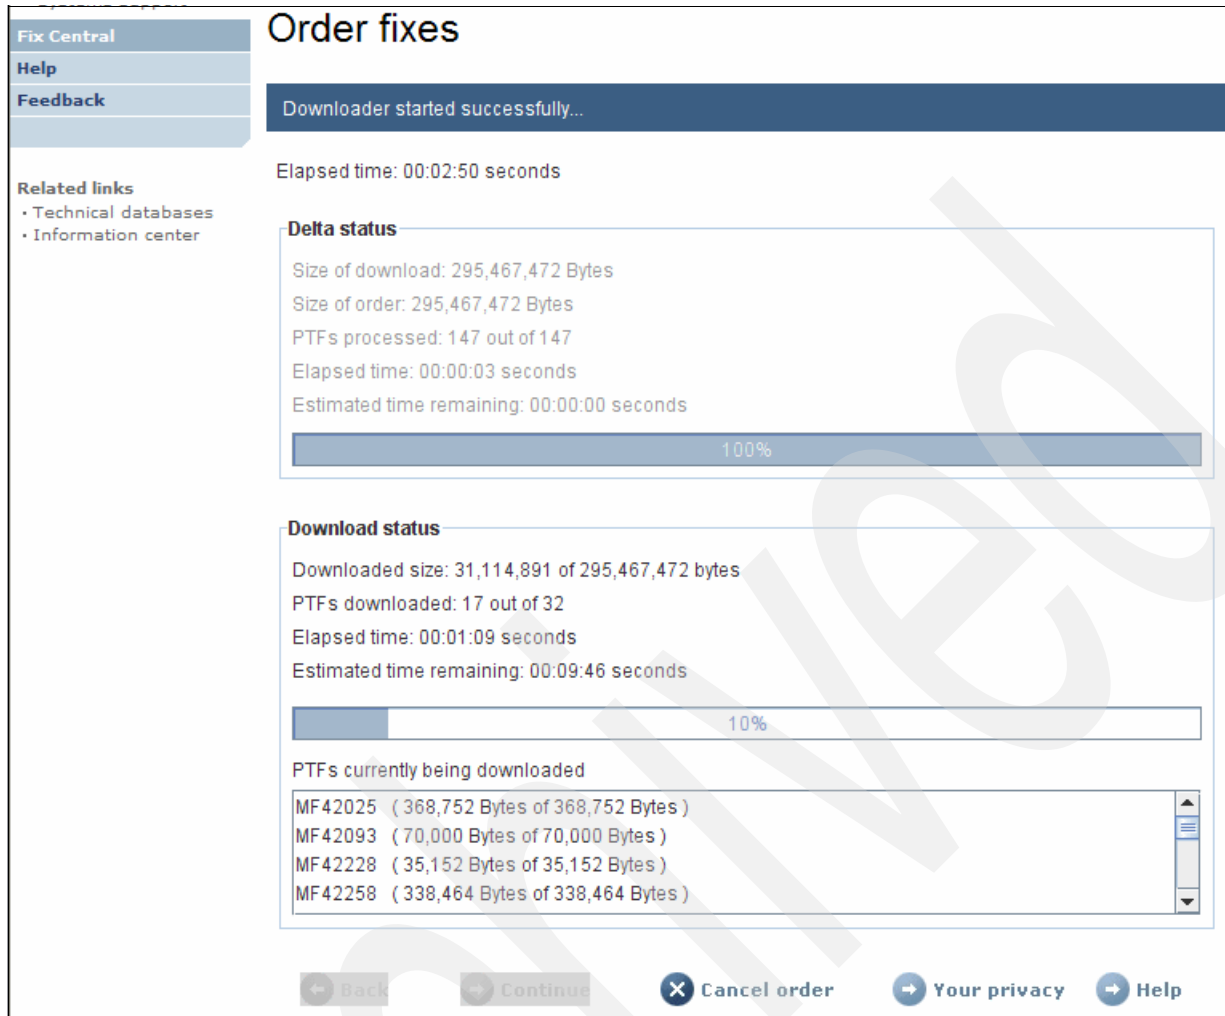 Systems support
Fix Central
Help
Feedback
Related links
• Technical databases
• Information center
Order fixes
Downloader started successfully...
Elapsed time: 00:02:50 seconds
Delta status
Size of download: 295,467,472 Bytes
Size of order: 295,467,472 Bytes
PTFs processed: 147 out of 147
Elapsed time: 00:00:03 seconds
Estimated time remaining: 00:00:00 seconds
100%
Download status
Downloaded size: 31,114,891 of 295,467,472 bytes
PTFs downloaded: 17 out of 32
Elapsed time: 00:01:09 seconds
Estimated time remaining: 00:09:46 seconds
10%
PTFs currently being downloaded
MF42025 ( 368,752 Bytes of 368,752 Bytes )
MF42093 ( 70,000 Bytes of 70,000 Bytes )
MF42228 ( 35,152 Bytes of 35,152 Bytes )
MF42258 ( 338,464 Bytes of 338,464 Bytes )
Back
Continue
Cancel order
Your privacy
Help